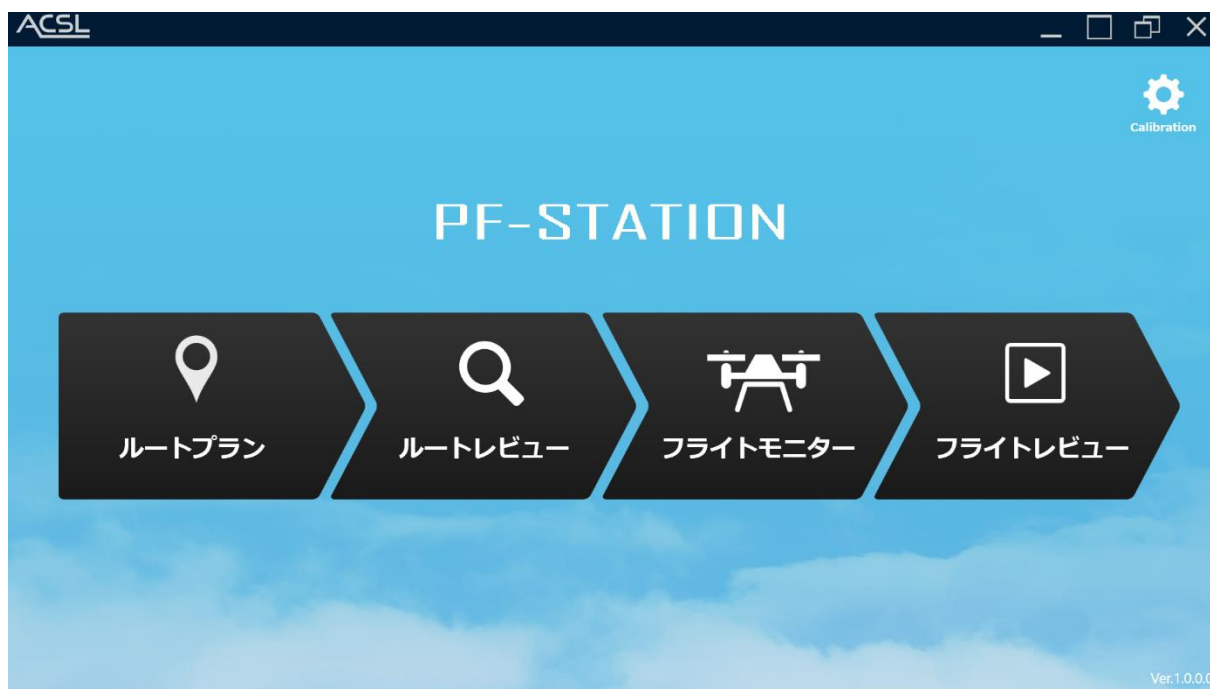 ACSL
Calibration
PF-STATION
ルートプラン
ルートレビュー
フライトモニター
フライトレビュー
Ver.1.0.0.0